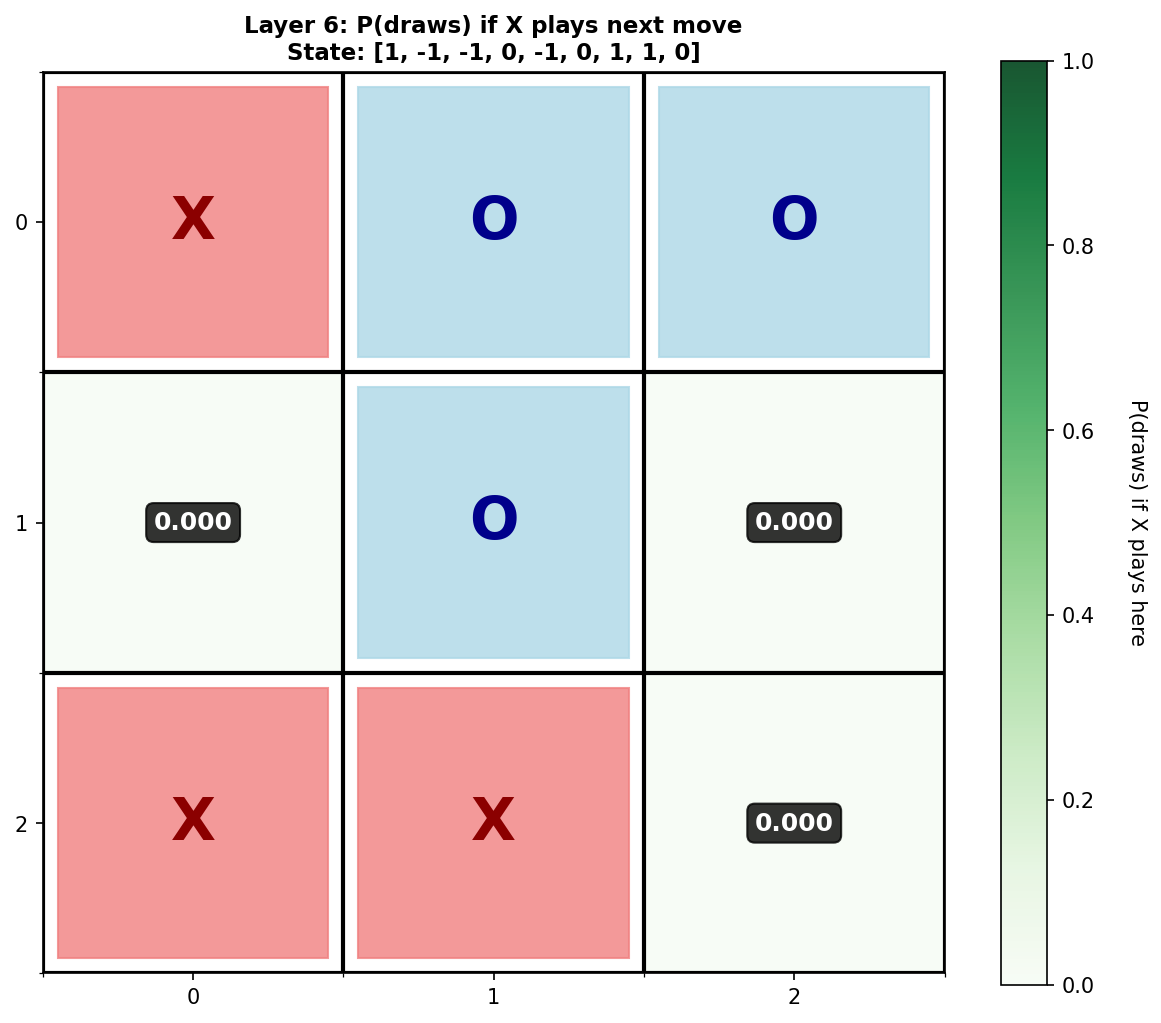 Layer 6: P(draws) if X plays next move
State: [1, -1, -1, 0, -1, 0, 1, 1, 0]
X O O
0.000 O 0.000
X X 0.000
0
1
2
0 1 2
1.0
0.8
0.6
0.4
0.2
0.0
P(draws) if X plays here